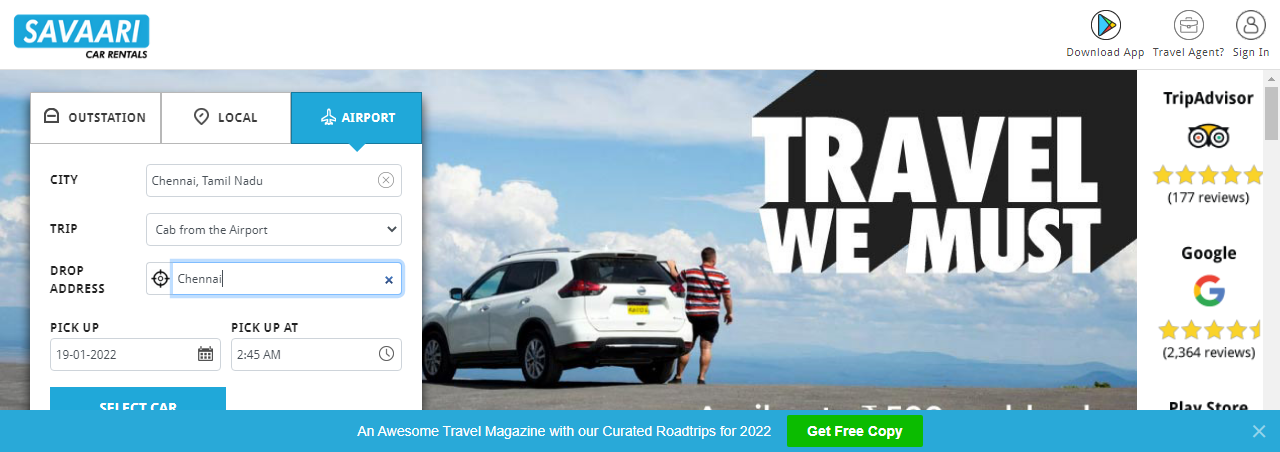 SAVAARI
CAR RENTALS
Download App
Travel Agent?
Sign In
OUTSTATION
LOCAL
AIRPORT
CITY
Chennai, Tamil Nadu
TRIP
Cab from the Airport
DROP
ADDRESS
Chennai
PICK UP
PICK UP AT
19-01-2022
2:45 AM
SELECT CAR
TRAVEL
WE MUST
TripAdvisor
(177 reviews)
Google
(2,364 reviews)
Play Store
An Awesome Travel Magazine with our Curated Roadtrips for 2022
Get Free Copy